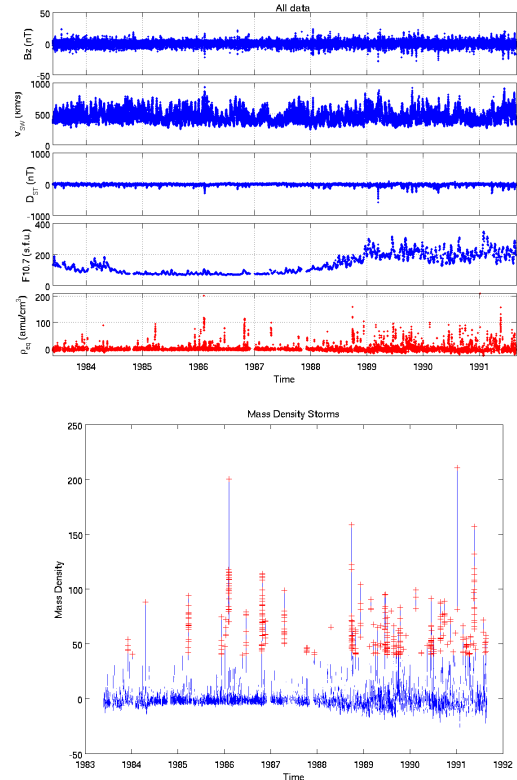 All data
Bz (nT)
50
0
-50
V_SW (km/s)
1000
500
0
D_ST (nT)
1000
0
-1000
F10.7 (s.f.u.)
400
200
0
ρ_eq (amu/cm³)
200
100
0
1984 1985 1986 1987 1988 1989 1990 1991
Time
Mass Density Storms
Mass Density
250
200
150
100
50
0
-50
1983 1984 1985 1986 1987 1988 1989 1990 1991 1992
Time